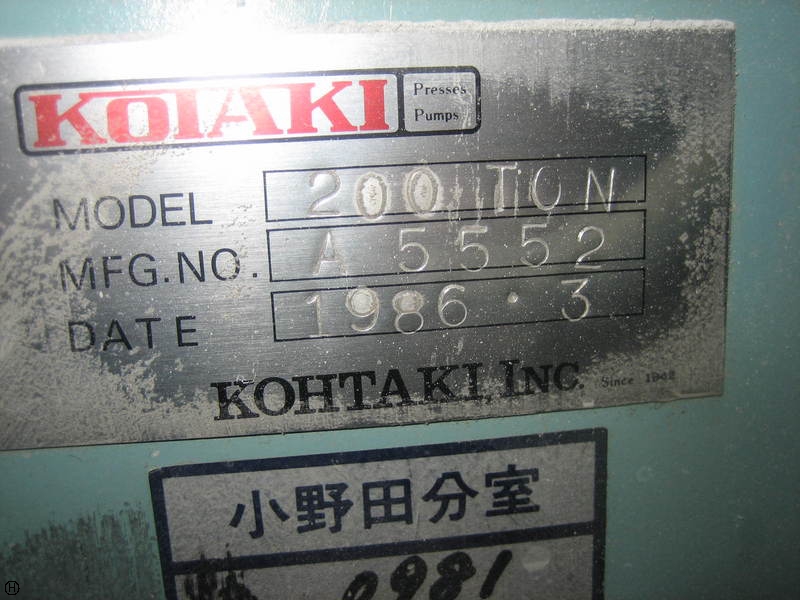 KOTAKI
Presses
Pumps
MODEL 200 TON
MFG.NO. A 5552
DATE 1986・3
KOHTAKI, INC. Since 1942
小野田分室
0981
H